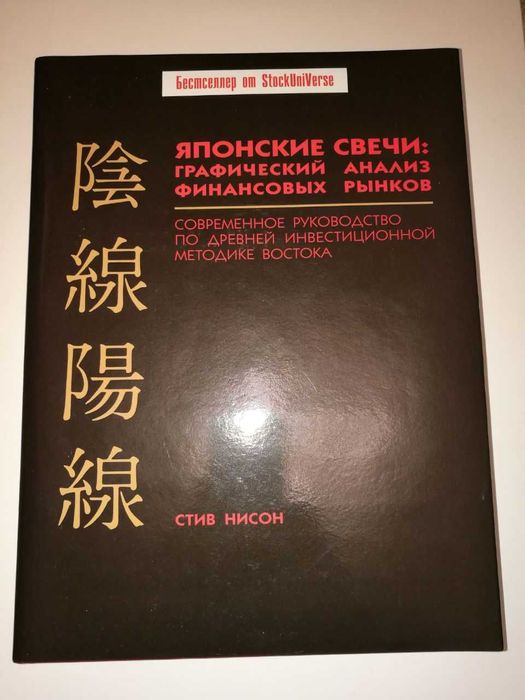 Бестселлер от StockUniVerse
陰線陽線
ЯПОНСКИЕ СВЕЧИ:
ГРАФИЧЕСКИЙ АНАЛИЗ
ФИНАНСОВЫХ РЫНКОВ
СОВРЕМЕННОЕ РУКОВОДСТВО
ПО ДРЕВНЕЙ ИНВЕСТИЦИОННОЙ
МЕТОДИКЕ ВОСТОКА
СТИВ НИСОН